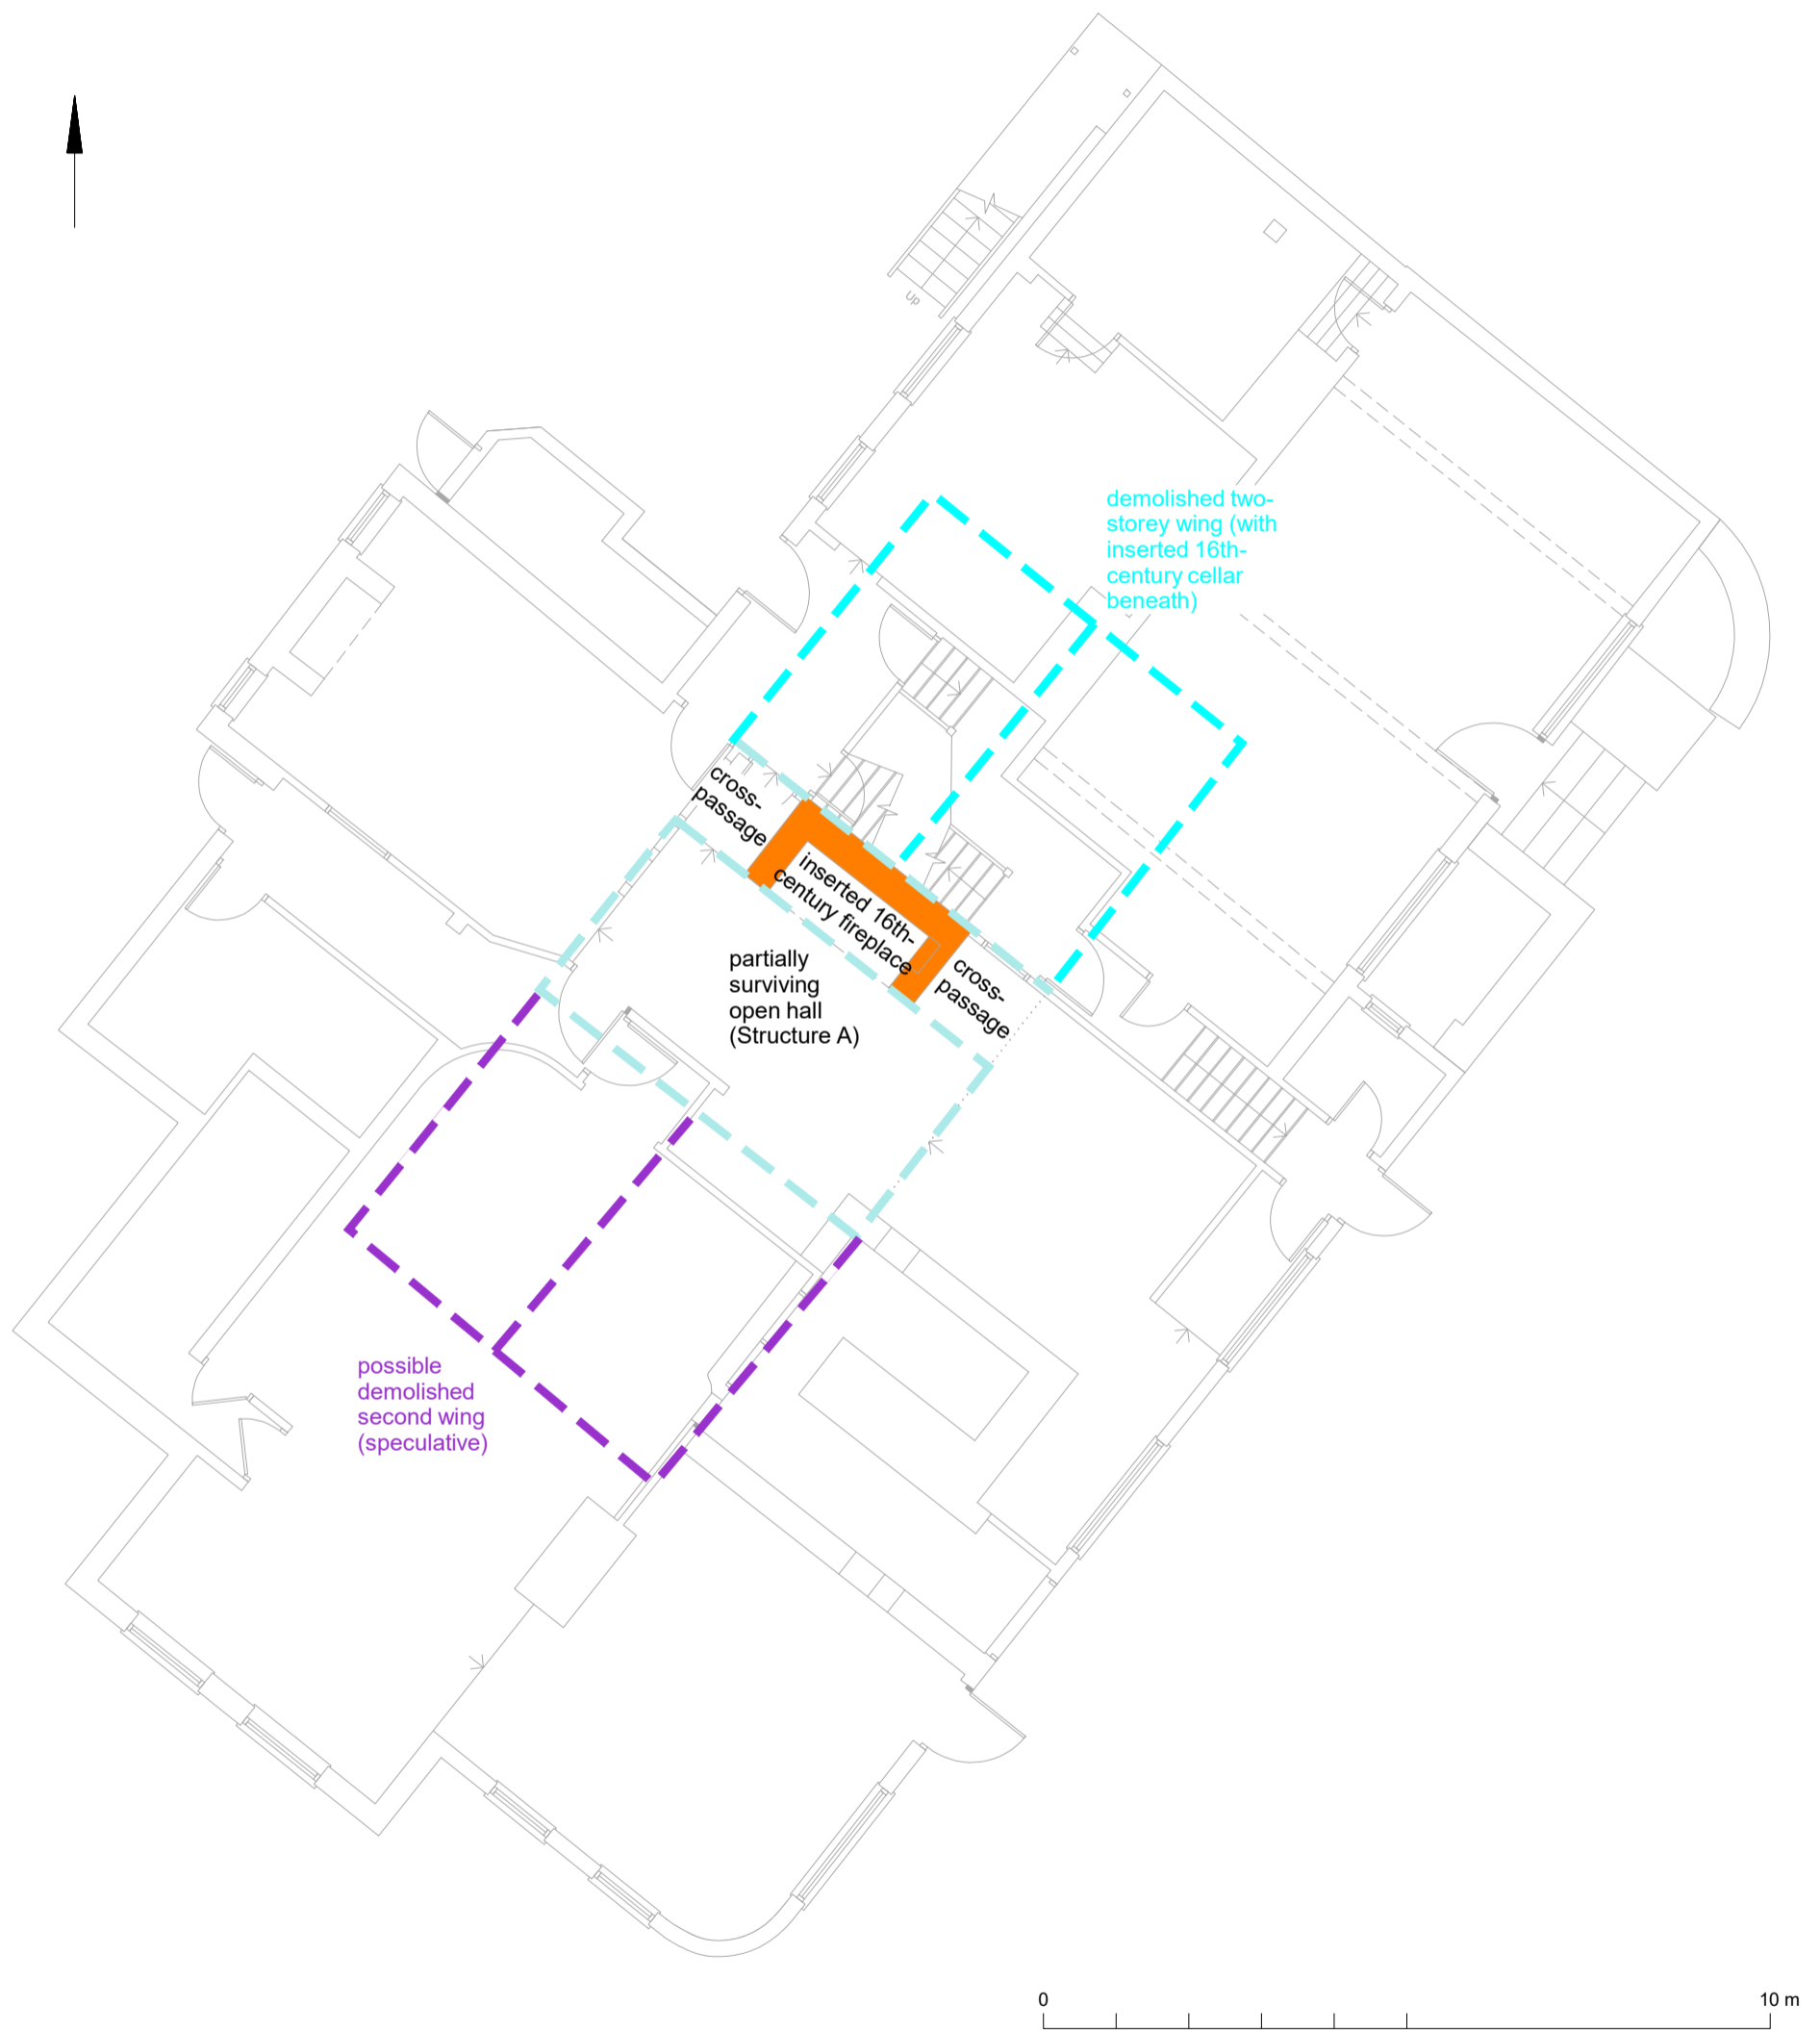 Up
demolished two-
storey wing (with
inserted 16th-
century cellar
beneath)
cross-
passage
inserted 16th-
century fireplace
cross-
passage
partially
surviving
open hall
(Structure A)
possible
demolished
second wing
(speculative)
0
10 m